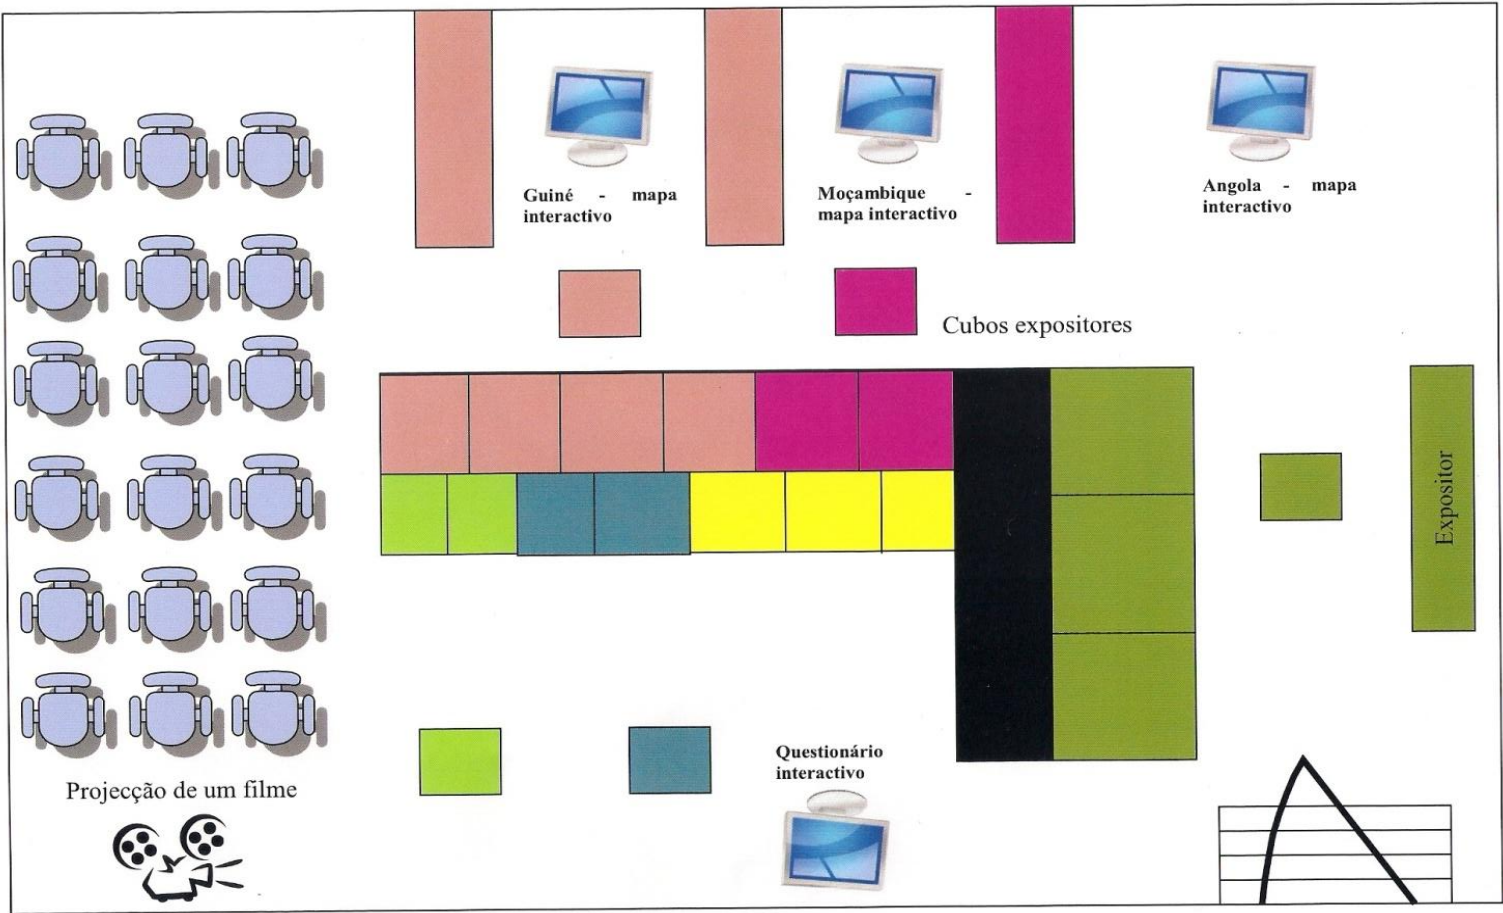 Guiné - mapa
interactivo
Moçambique -
mapa interactivo
Angola - mapa
interactivo
Cubos expositores
Expositor
Questionário
interactivo
Projecção de um filme